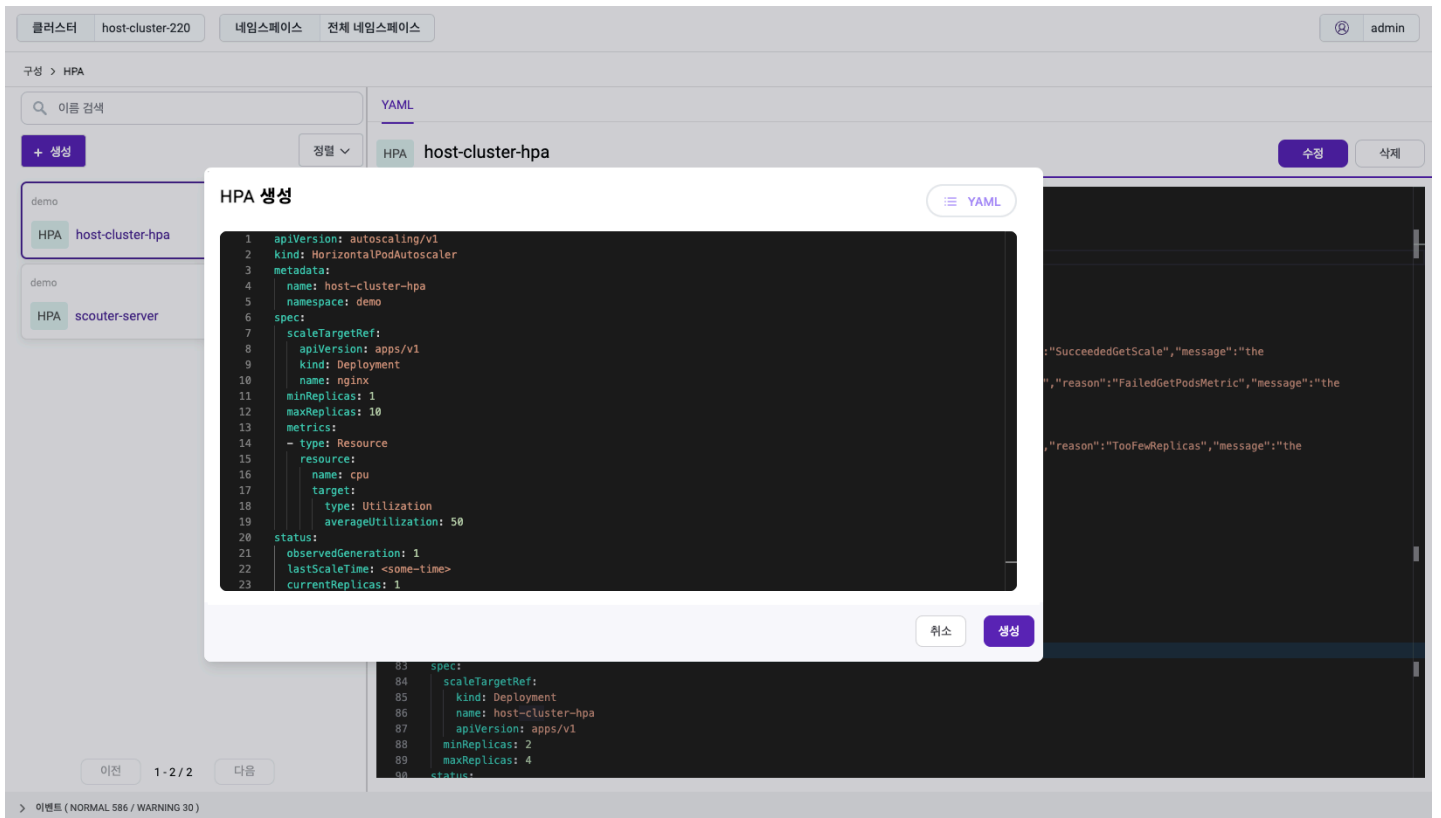 클러스터 host-cluster-220 네임스페이스 전체 네임스페이스 admin
구성 > HPA
이름 검색
YAML
+ 생성 정렬
HPA host-cluster-hpa 수정 삭제
demo
HPA host-cluster-hpa
demo
HPA scouter-server
HPA 생성 YAML
1 apiVersion: autoscaling/v1
2 kind: HorizontalPodAutoscaler
3 metadata:
4 name: host-cluster-hpa
5 namespace: demo
6 spec:
7 scaleTargetRef:
8 apiVersion: apps/v1
9 kind: Deployment
10 name: nginx
11 minReplicas: 1
12 maxReplicas: 10
13 metrics:
14 - type: Resource
15 resource:
16 name: cpu
17 target:
18 type: Utilization
19 averageUtilization: 50
20 status:
21 observedGeneration: 1
22 lastScaleTime: <some-time>
23 currentReplicas: 1
취소 생성
:"SucceededGetScale","message":"the
","reason":"FailedGetPodsMetric","message":"the
,"reason":"TooFewReplicas","message":"the
83 spec:
84 scaleTargetRef:
85 kind: Deployment
86 name: host-cluster-hpa
87 apiVersion: apps/v1
88 minReplicas: 2
89 maxReplicas: 4
90 status:
이전 1 - 2 / 2 다음
> 이벤트 ( NORMAL 586 / WARNING 30 )